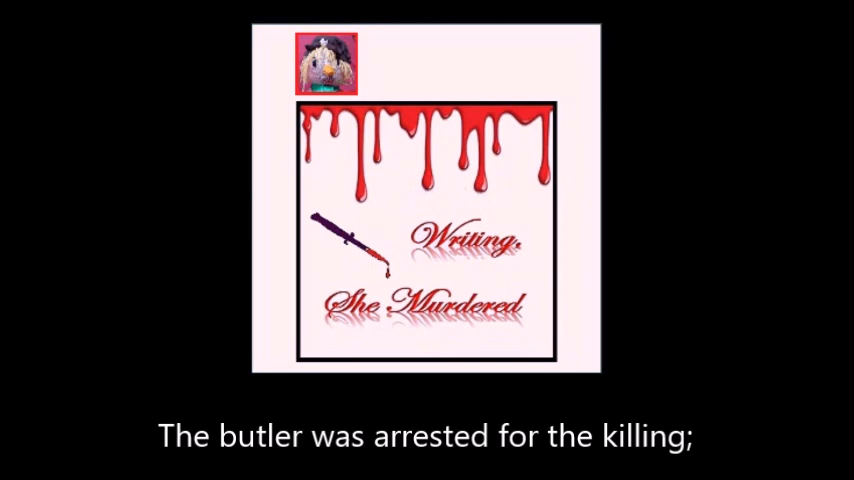 Writing,
She Murdered
The butler was arrested for the killing;